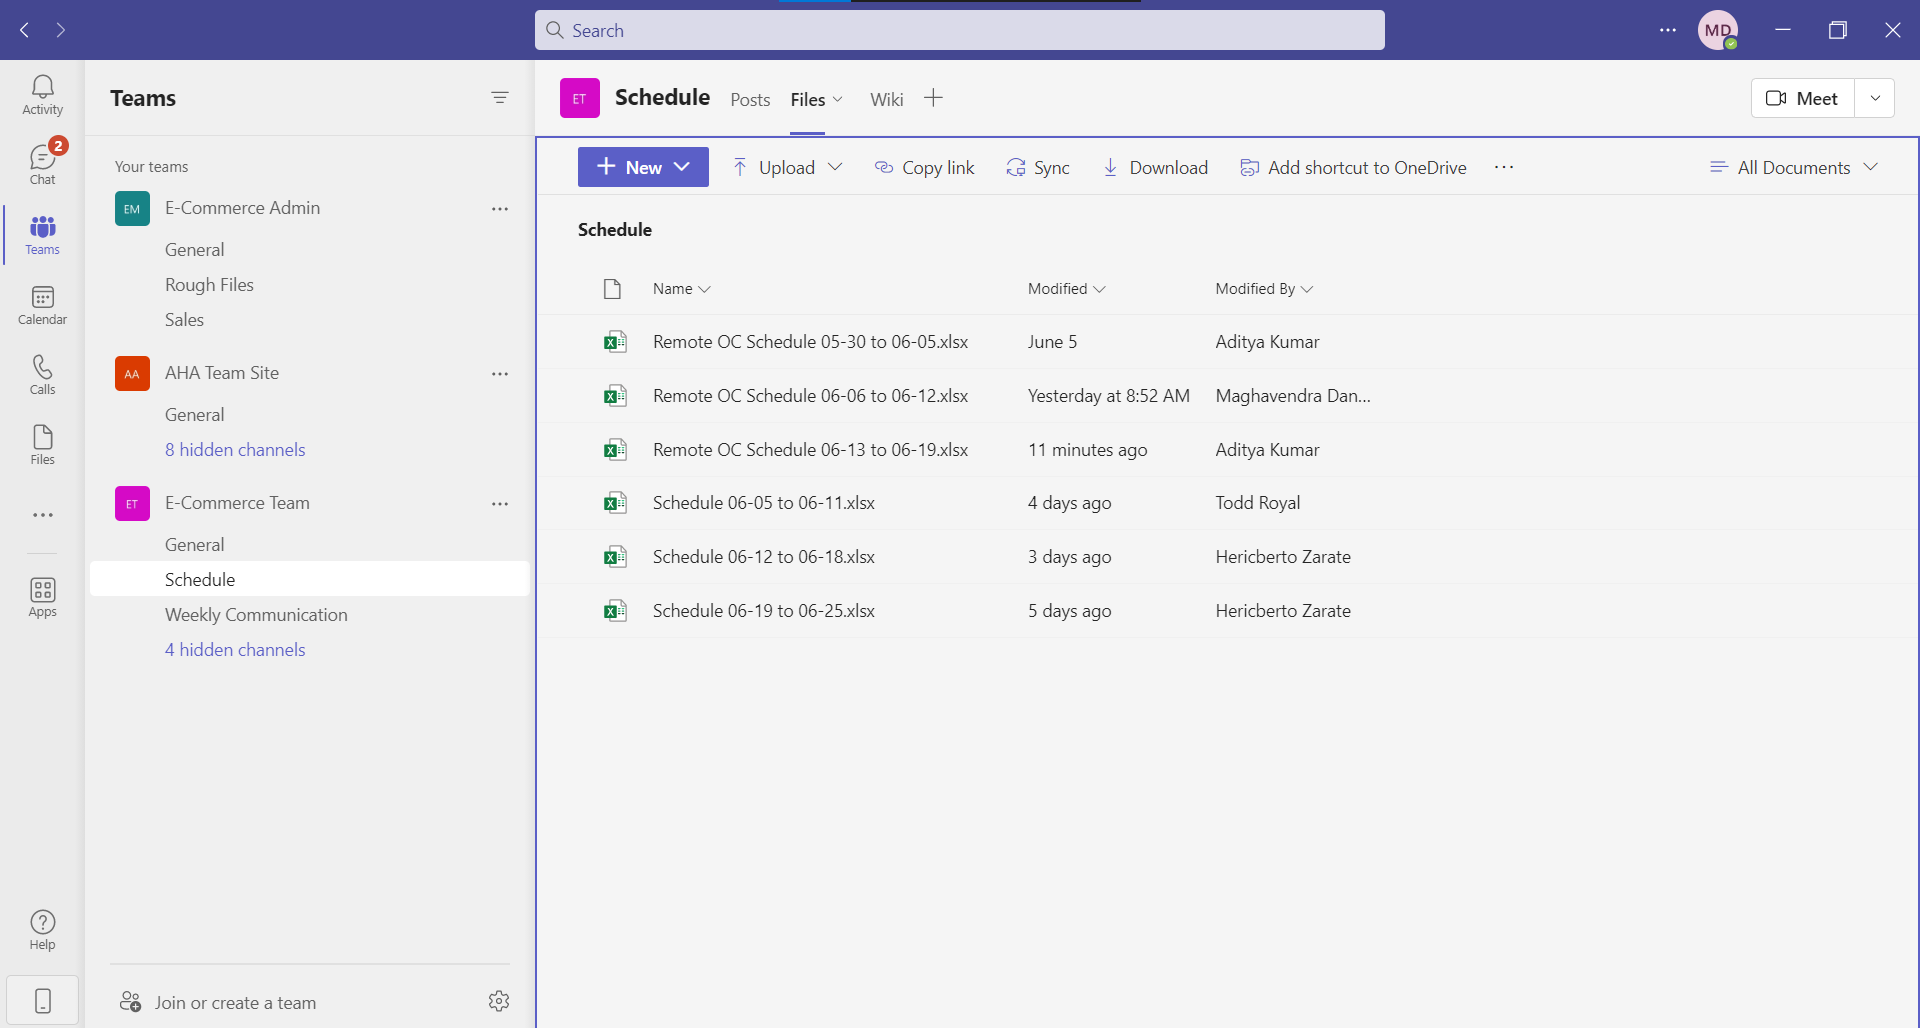 Search
MD
Activity
2
Chat
Teams
Calendar
Calls
Files
Apps
Help
Teams
Your teams
EM E-Commerce Admin
General
Rough Files
Sales
AA AHA Team Site
General
8 hidden channels
ET E-Commerce Team
General
Schedule
Weekly Communication
4 hidden channels
Join or create a team
ET Schedule Posts Files Wiki Meet
New Upload Copy link Sync Download Add shortcut to OneDrive All Documents
Schedule
Name Modified Modified By
Remote OC Schedule 05-30 to 06-05.xlsx June 5 Aditya Kumar
Remote OC Schedule 06-06 to 06-12.xlsx Yesterday at 8:52 AM Maghavendra Dan...
Remote OC Schedule 06-13 to 06-19.xlsx 11 minutes ago Aditya Kumar
Schedule 06-05 to 06-11.xlsx 4 days ago Todd Royal
Schedule 06-12 to 06-18.xlsx 3 days ago Hericberto Zarate
Schedule 06-19 to 06-25.xlsx 5 days ago Hericberto Zarate